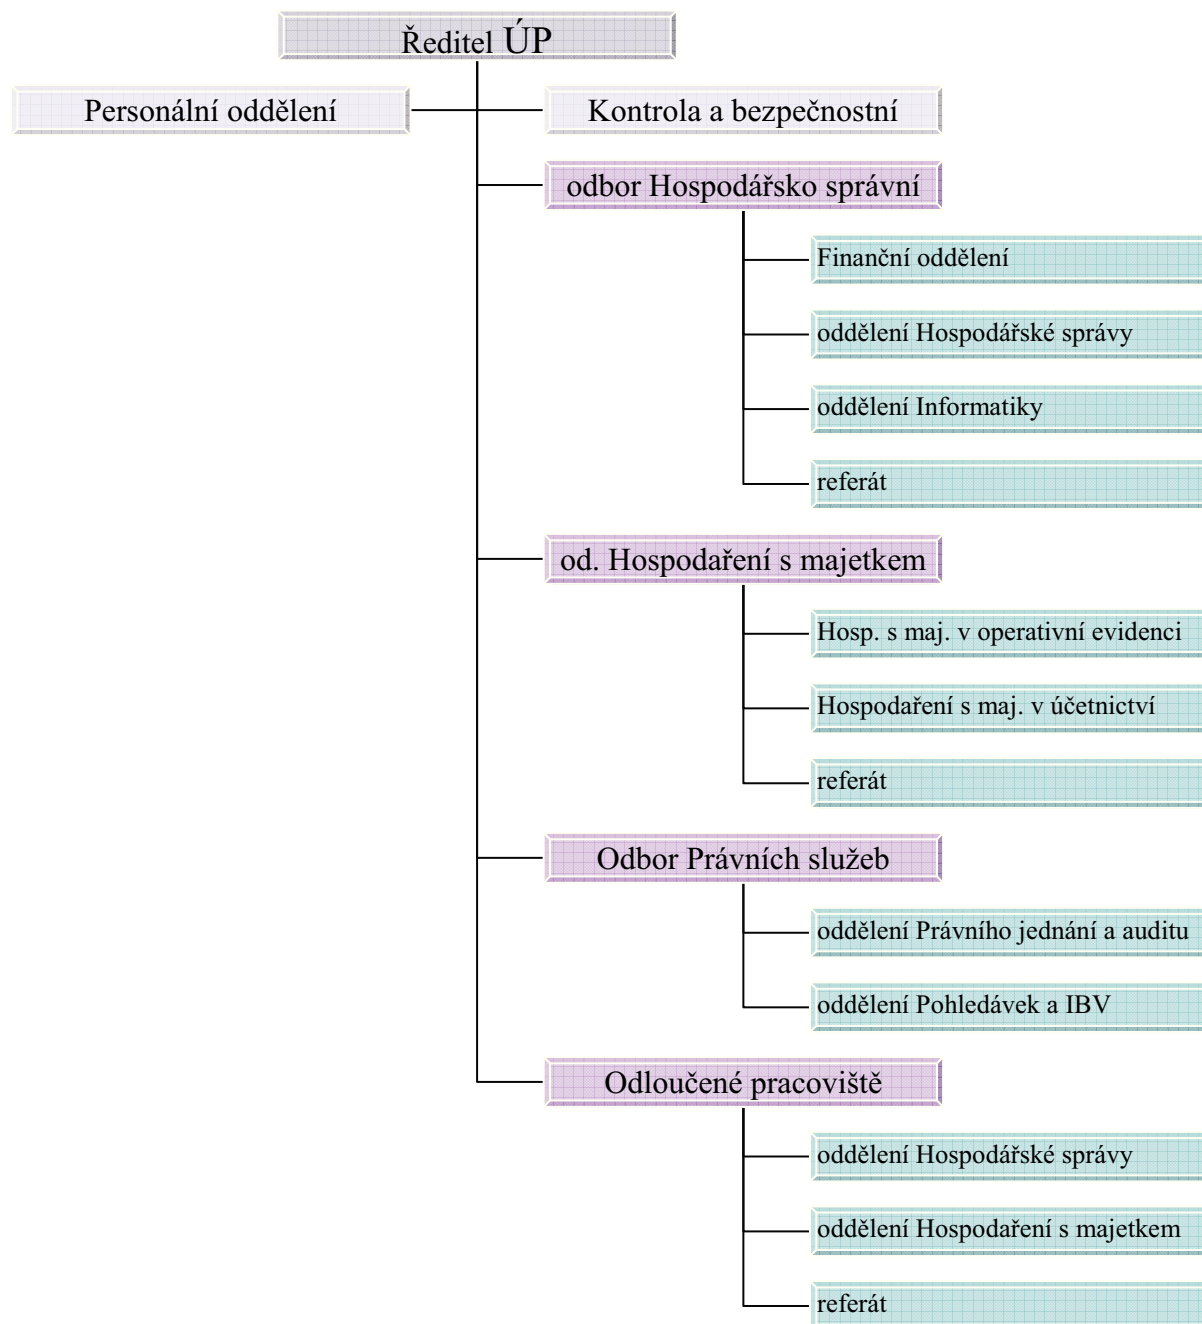 Ředitel ÚP
Personální oddělení
Kontrola a bezpečnostní
odbor Hospodářsko správní
Finanční oddělení
oddělení Hospodářské správy
oddělení Informatiky
referát
od. Hospodaření s majetkem
Hosp. s maj. v operativní evidenci
Hospodaření s maj. v účetnictví
referát
Odbor Právních služeb
oddělení Právního jednání a auditu
oddělení Pohledávek a IBV
Odloučené pracoviště
oddělení Hospodářské správy
oddělení Hospodaření s majetkem
referát